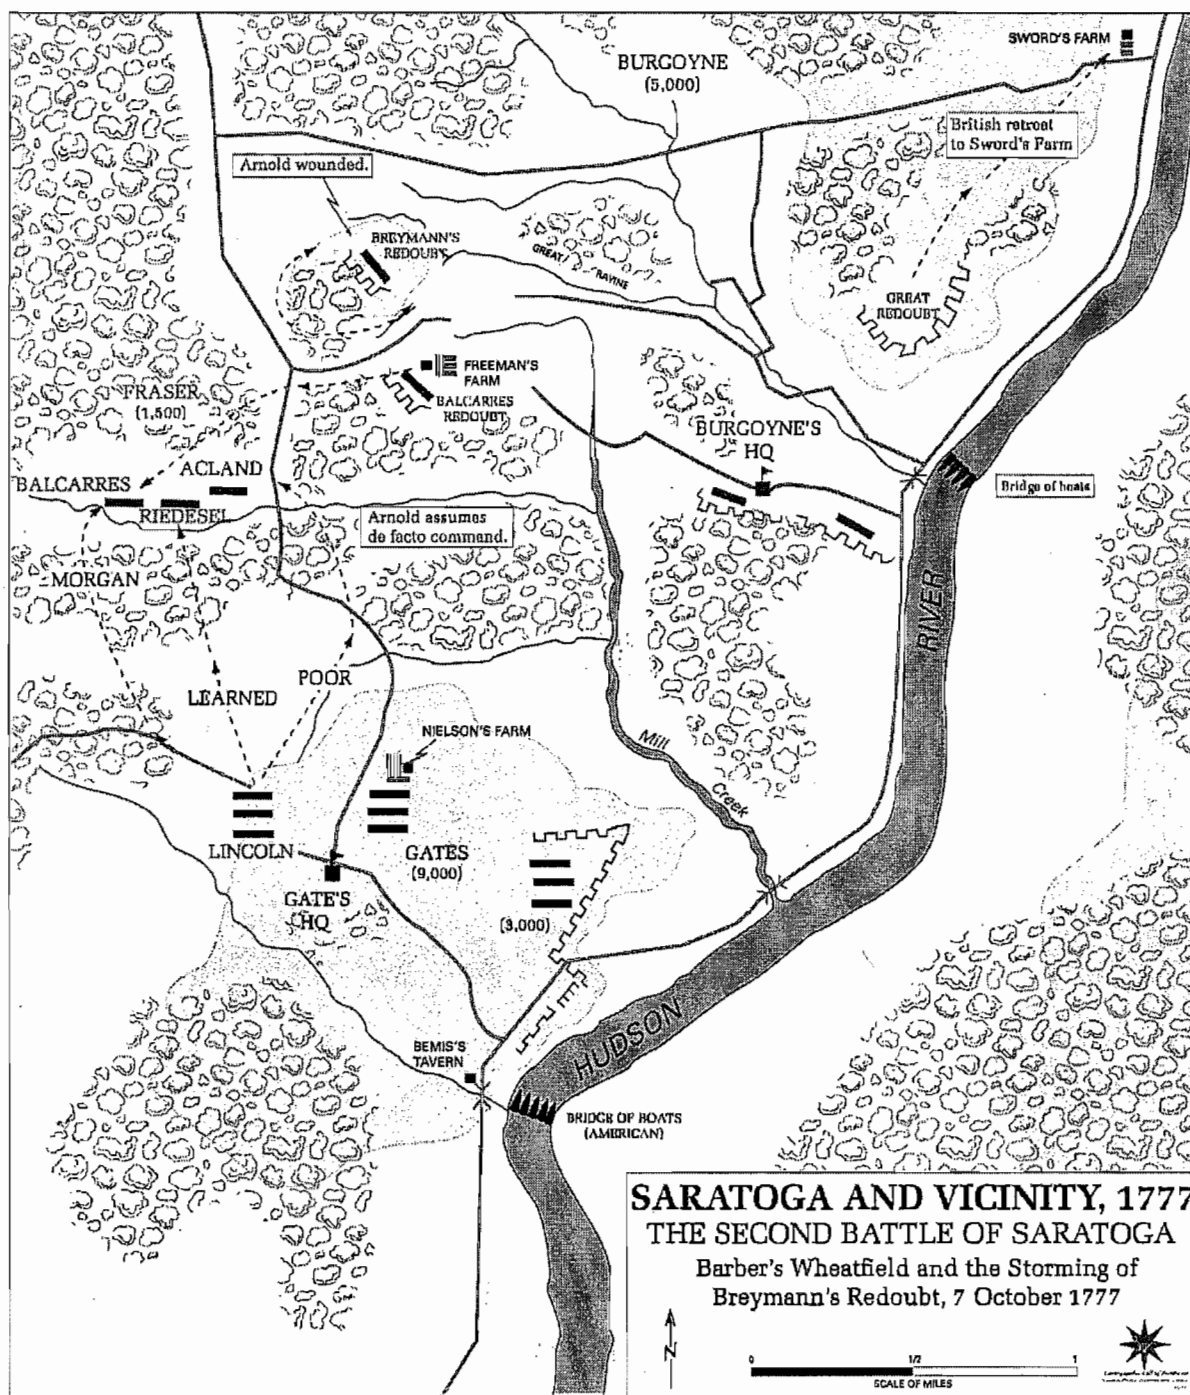 SWORD'S FARM
BURGOYNE
(5,000)
British retreat
to Sword's Farm
Arnold wounded.
BREYMANN'S
REDOUBT
GREAT RAVINE
GREAT
REDOUBT
FREEMAN'S
FARM
FRASER
(1,500)
BALCARRES
REDOUBT
BURGOYNE'S
HQ
ACLAND
BALCARRES
RIEDESEL
Bridge of boats
Arnold assumes
de facto command.
MORGAN
RIVER
POOR
LEARNED
NIELSON'S FARM
Mill
Creek
LINCOLN
GATES
(9,000)
GATE'S
HQ
(3,000)
HUDSON
BEMIS'S
TAVERN
BRIDGE OF BOATS
(AMERICAN)
SARATOGA AND VICINITY, 1777
THE SECOND BATTLE OF SARATOGA
Barber's Wheatfield and the Storming of
Breymann's Redoubt, 7 October 1777
N
0 1/2 1
SCALE OF MILES